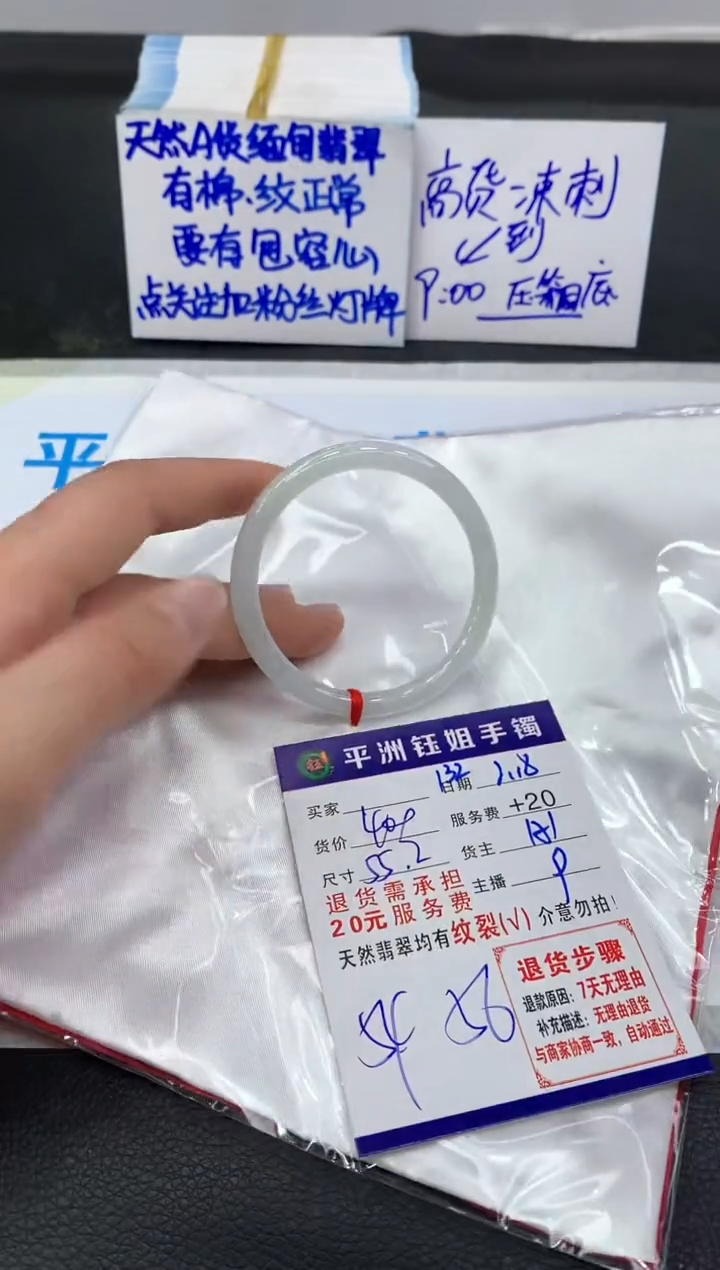 天然A货缅甸翡翠
有棉、纹正常
要有包容心
点关注加粉丝灯牌
高货冲刺
到
9:00 压箱底
平
平洲钰姐手镯
买家 日期 2.18
货价 服务费 +20
尺寸 55.2 货主
退货需承担 主播 9
20元服务费
天然翡翠均有纹裂(√) 介意勿拍!
54 56
退货步骤
退款原因: 7天无理由
补充描述: 无理由退货
与商家协商一致, 自动通过